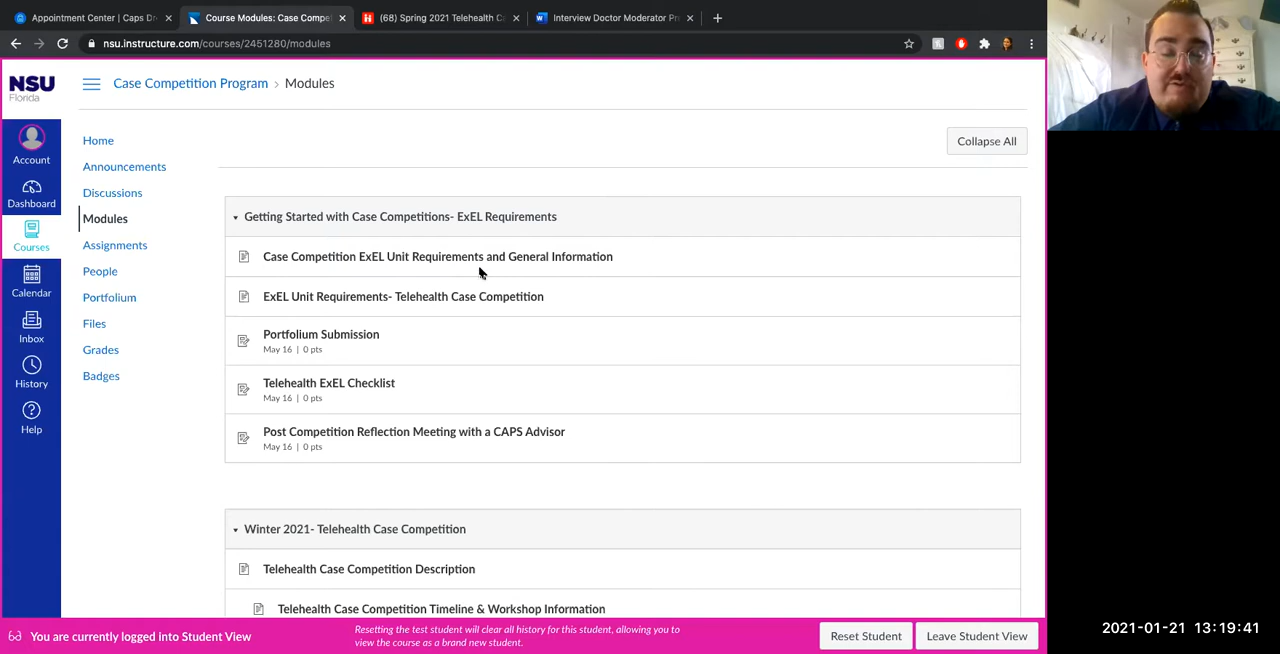 Appointment Center | Caps Dr
Course Modules: Case Compe
(68) Spring 2021 Telehealth Ca
Interview Doctor Moderator Pr
nsu.instructure.com/courses/2451280/modules
NSU
Florida
Case Competition Program > Modules
Account
Dashboard
Courses
Calendar
Inbox
History
Help
Home
Announcements
Discussions
Modules
Assignments
People
Portfolium
Files
Grades
Badges
Collapse All
Getting Started with Case Competitions- ExEL Requirements
Case Competition ExEL Unit Requirements and General Information
ExEL Unit Requirements- Telehealth Case Competition
Portfolium Submission
May 16 | 0 pts
Telehealth ExEL Checklist
May 16 | 0 pts
Post Competition Reflection Meeting with a CAPS Advisor
May 16 | 0 pts
Winter 2021- Telehealth Case Competition
Telehealth Case Competition Description
Telehealth Case Competition Timeline & Workshop Information
You are currently logged into Student View
Resetting the test student will clear all history for this student, allowing you to
view the course as a brand new student.
Reset Student
Leave Student View
2021-01-21 13:19:41